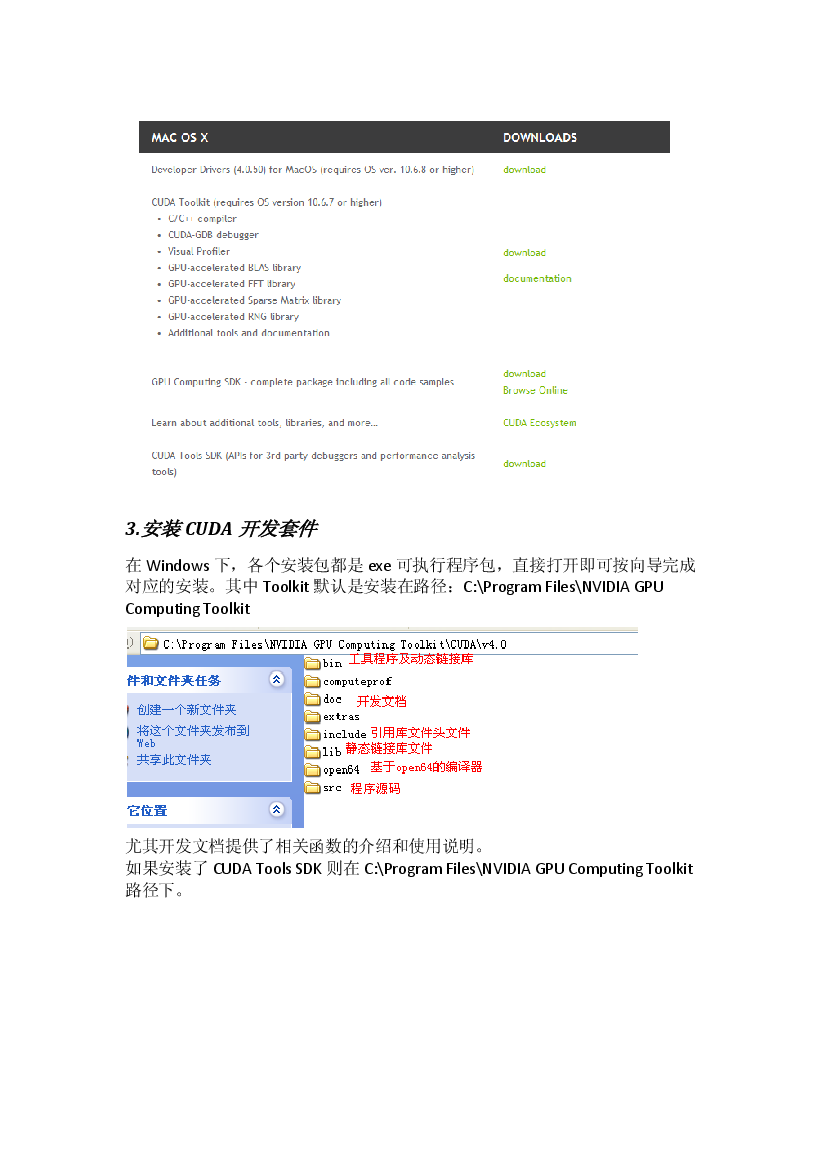 MAC OS X DOWNLOADS
Developer Drivers (4.0.50) for MacOS (requires OS ver. 10.6.8 or higher) download
CUDA Toolkit (requires OS version 10.6.7 or higher)
• C/C++ compiler
• CUDA-GDB debugger
• Visual Profiler
download
• GPU-accelerated BLAS library
• GPU-accelerated FFT library
documentation
• GPU-accelerated Sparse Matrix library
• GPU-accelerated RNG library
• Additional tools and documentation
download
GPU Computing SDK - complete package including all code samples
Browse Online
Learn about additional tools, libraries, and more... CUDA Ecosystem
CUDA Tools SDK (APIs for 3rd party debuggers and performance analysis
tools)
download
3.安装 CUDA 开发套件
在 Windows 下，各个安装包都是 exe 可执行程序包，直接打开即可按向导完成
对应的安装。其中 Toolkit 默认是安装在路径：C:\Program Files\NVIDIA GPU
Computing Toolkit
C:\Program Files\NVIDIA GPU Computing Toolkit\CUDA\v4.0
件和文件夹任务
创建一个新文件夹
将这个文件夹发布到
Web
共享此文件夹
它位置
bin 工具程序及动态链接库
computeprof
doc 开发文档
extras
include 引用库文件头文件
lib 静态链接库文件
open64 基于open64的编译器
src 程序源码
尤其开发文档提供了相关函数的介绍和使用说明。
如果安装了 CUDA Tools SDK 则在 C:\Program Files\NVIDIA GPU Computing Toolkit
路径下。